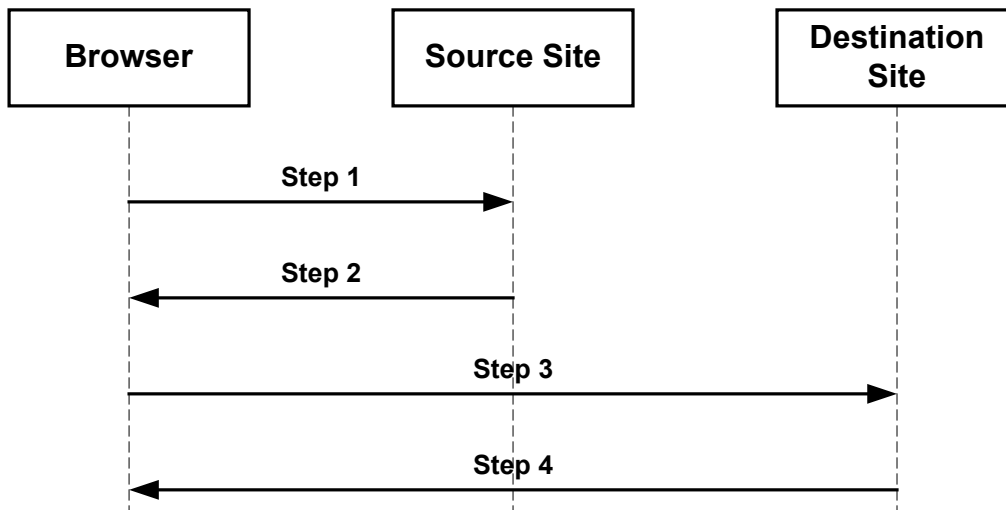 Browser
Source Site
Destination
Site
Step 1
Step 2
Step 3
Step 4